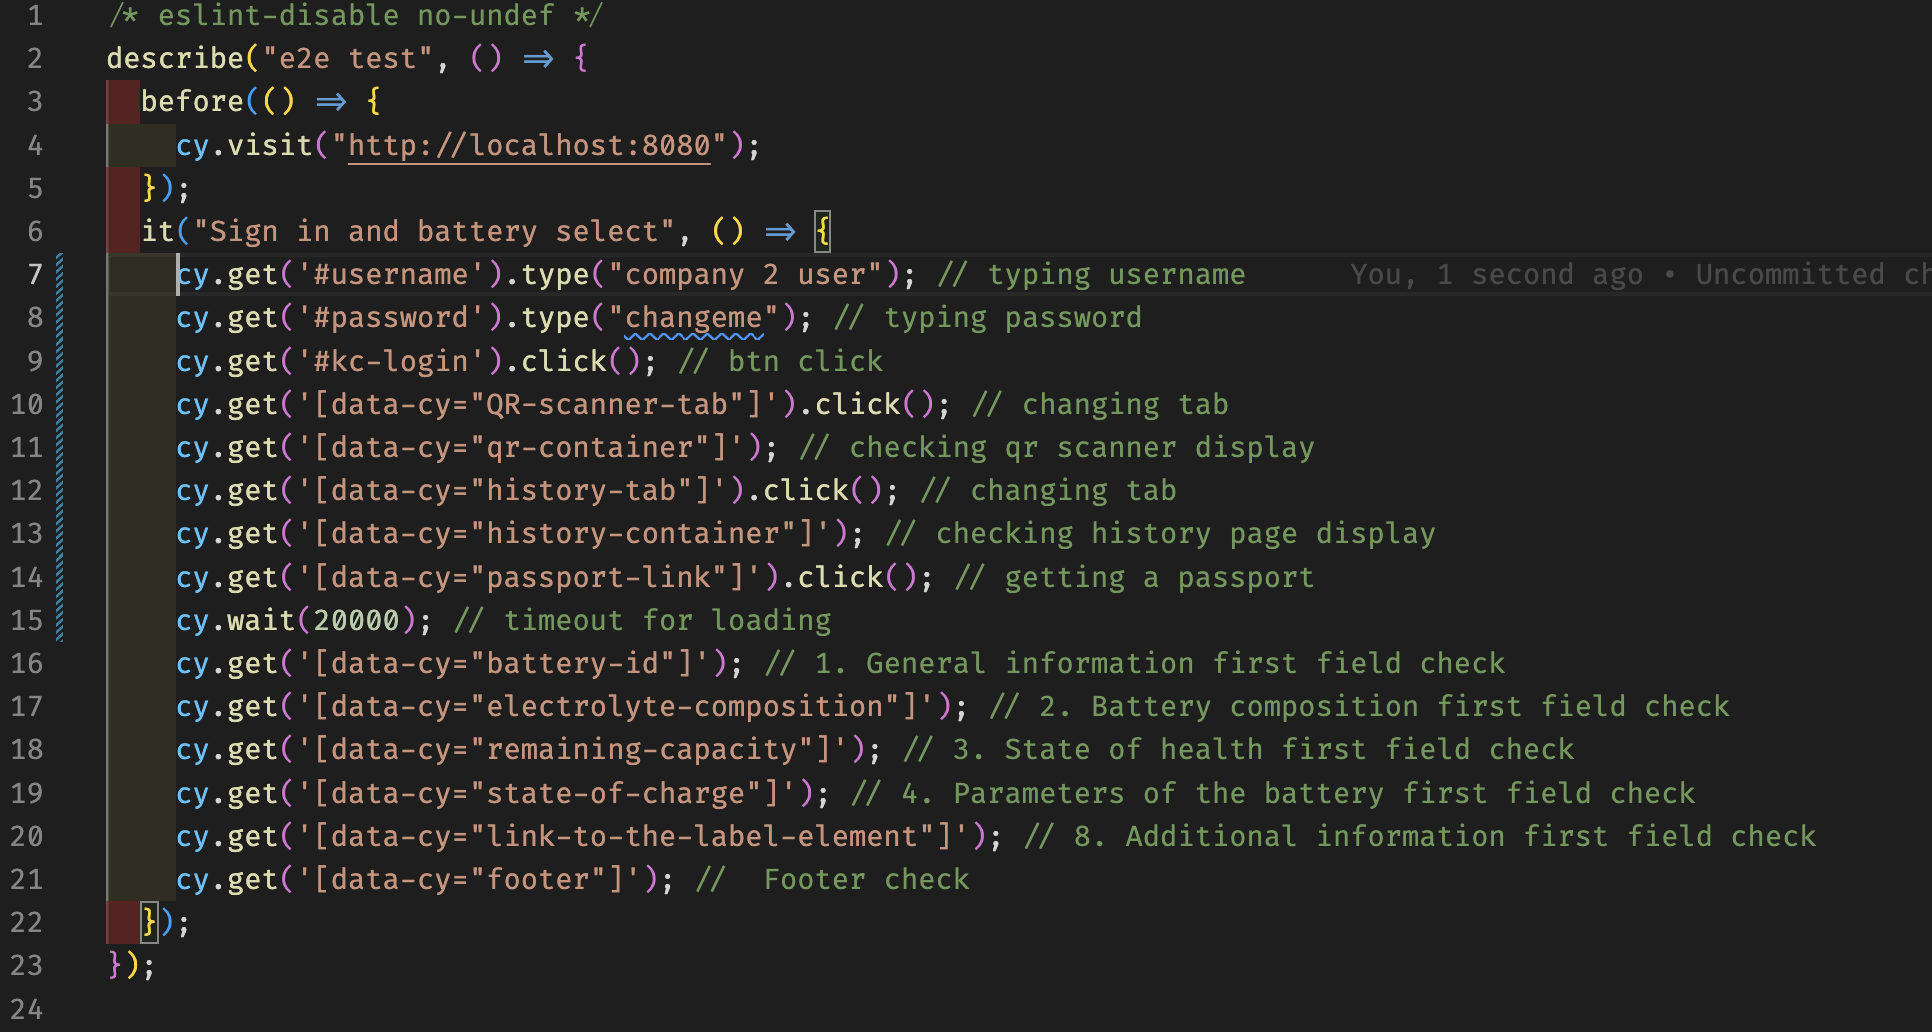 1 /* eslint-disable no-undef */
2 describe("e2e test", () => {
3 before(() => {
4 cy.visit("http://localhost:8080");
5 });
6 it("Sign in and battery select", () => {
7 cy.get('#username').type("company 2 user"); // typing username You, 1 second ago • Uncommitted ch
8 cy.get('#password').type("changeme"); // typing password
9 cy.get('#kc-login').click(); // btn click
10 cy.get('[data-cy="QR-scanner-tab"]').click(); // changing tab
11 cy.get('[data-cy="qr-container"]'); // checking qr scanner display
12 cy.get('[data-cy="history-tab"]').click(); // changing tab
13 cy.get('[data-cy="history-container"]'); // checking history page display
14 cy.get('[data-cy="passport-link"]').click(); // getting a passport
15 cy.wait(20000); // timeout for loading
16 cy.get('[data-cy="battery-id"]'); // 1. General information first field check
17 cy.get('[data-cy="electrolyte-composition"]'); // 2. Battery composition first field check
18 cy.get('[data-cy="remaining-capacity"]'); // 3. State of health first field check
19 cy.get('[data-cy="state-of-charge"]'); // 4. Parameters of the battery first field check
20 cy.get('[data-cy="link-to-the-label-element"]'); // 8. Additional information first field check
21 cy.get('[data-cy="footer"]'); //  Footer check
22 });
23 });
24